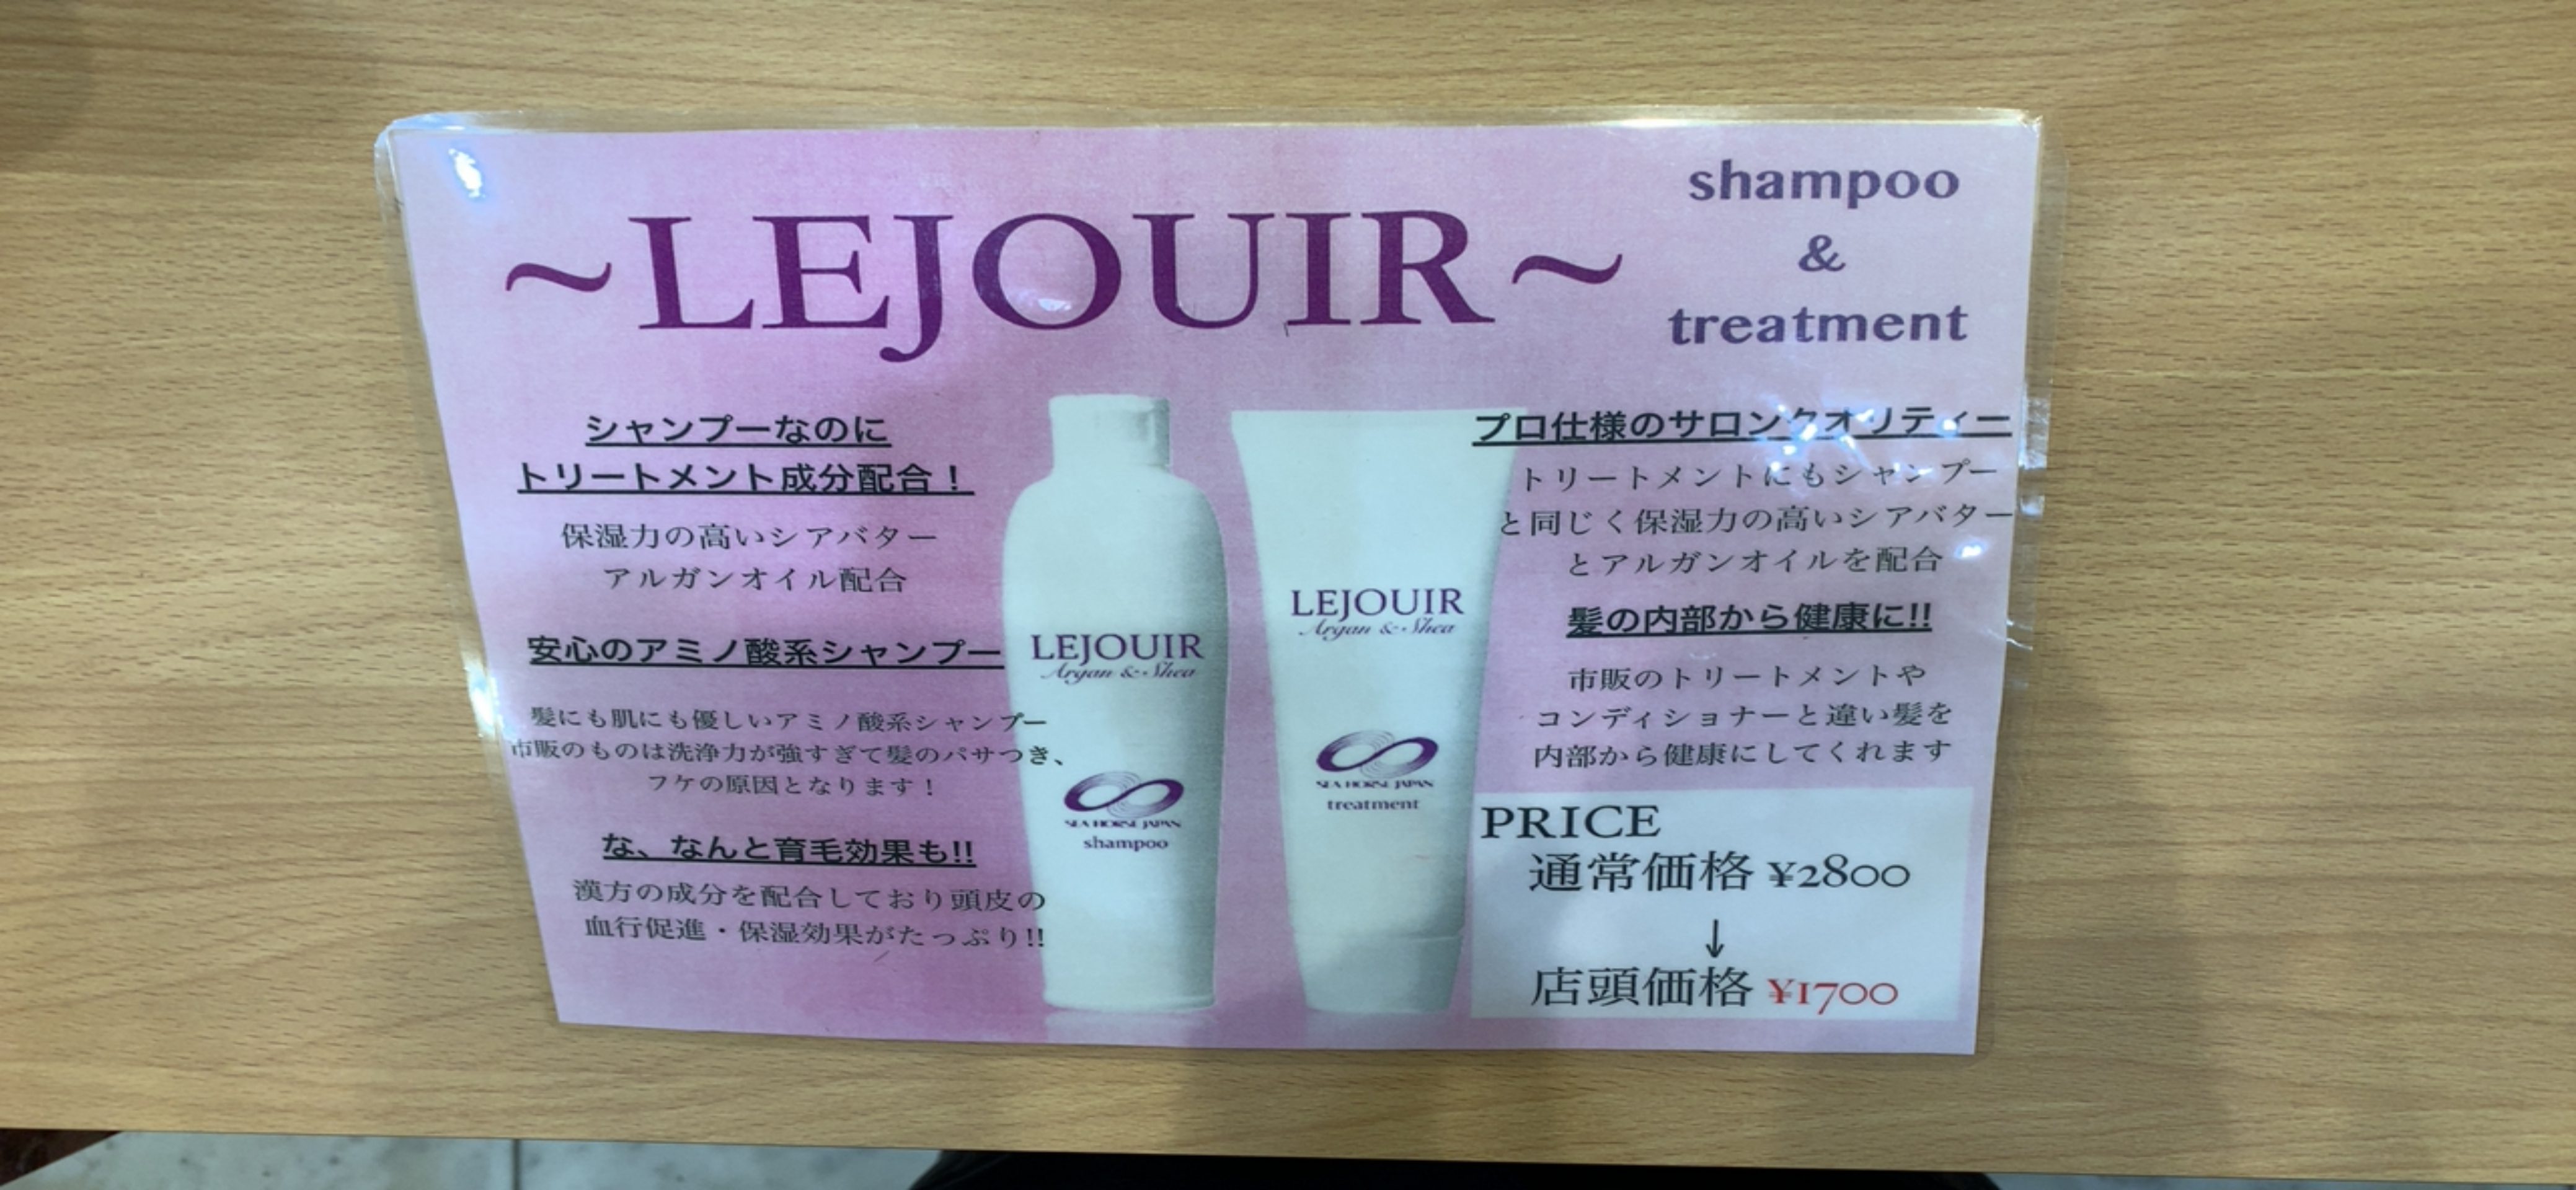 ~LEJOUIR~
shampoo
&
treatment
シャンプーなのに
トリートメント成分配合！
保湿力の高いシアバター
アルガンオイル配合
安心のアミノ酸系シャンプー
髪にも肌にも優しいアミノ酸系シャンプー
市販のものは洗浄力が強すぎて髪のパサつき、
フケの原因となります！
な、なんと育毛効果も!!
漢方の成分を配合しており頭皮の
血行促進・保湿効果がたっぷり!!
LEJOUIR
Argan & Shea
SEA HORSE JAPAN
shampoo
LEJOUIR
Argan & Shea
SEA HORSE JAPAN
treatment
プロ仕様のサロンクオリティー
トリートメントにもシャンプー
と同じく保湿力の高いシアバター
とアルガンオイルを配合
髪の内部から健康に!!
市販のトリートメントや
コンディショナーと違い髪を
内部から健康にしてくれます
PRICE
通常価格 ¥2800
↓
店頭価格 ¥1700